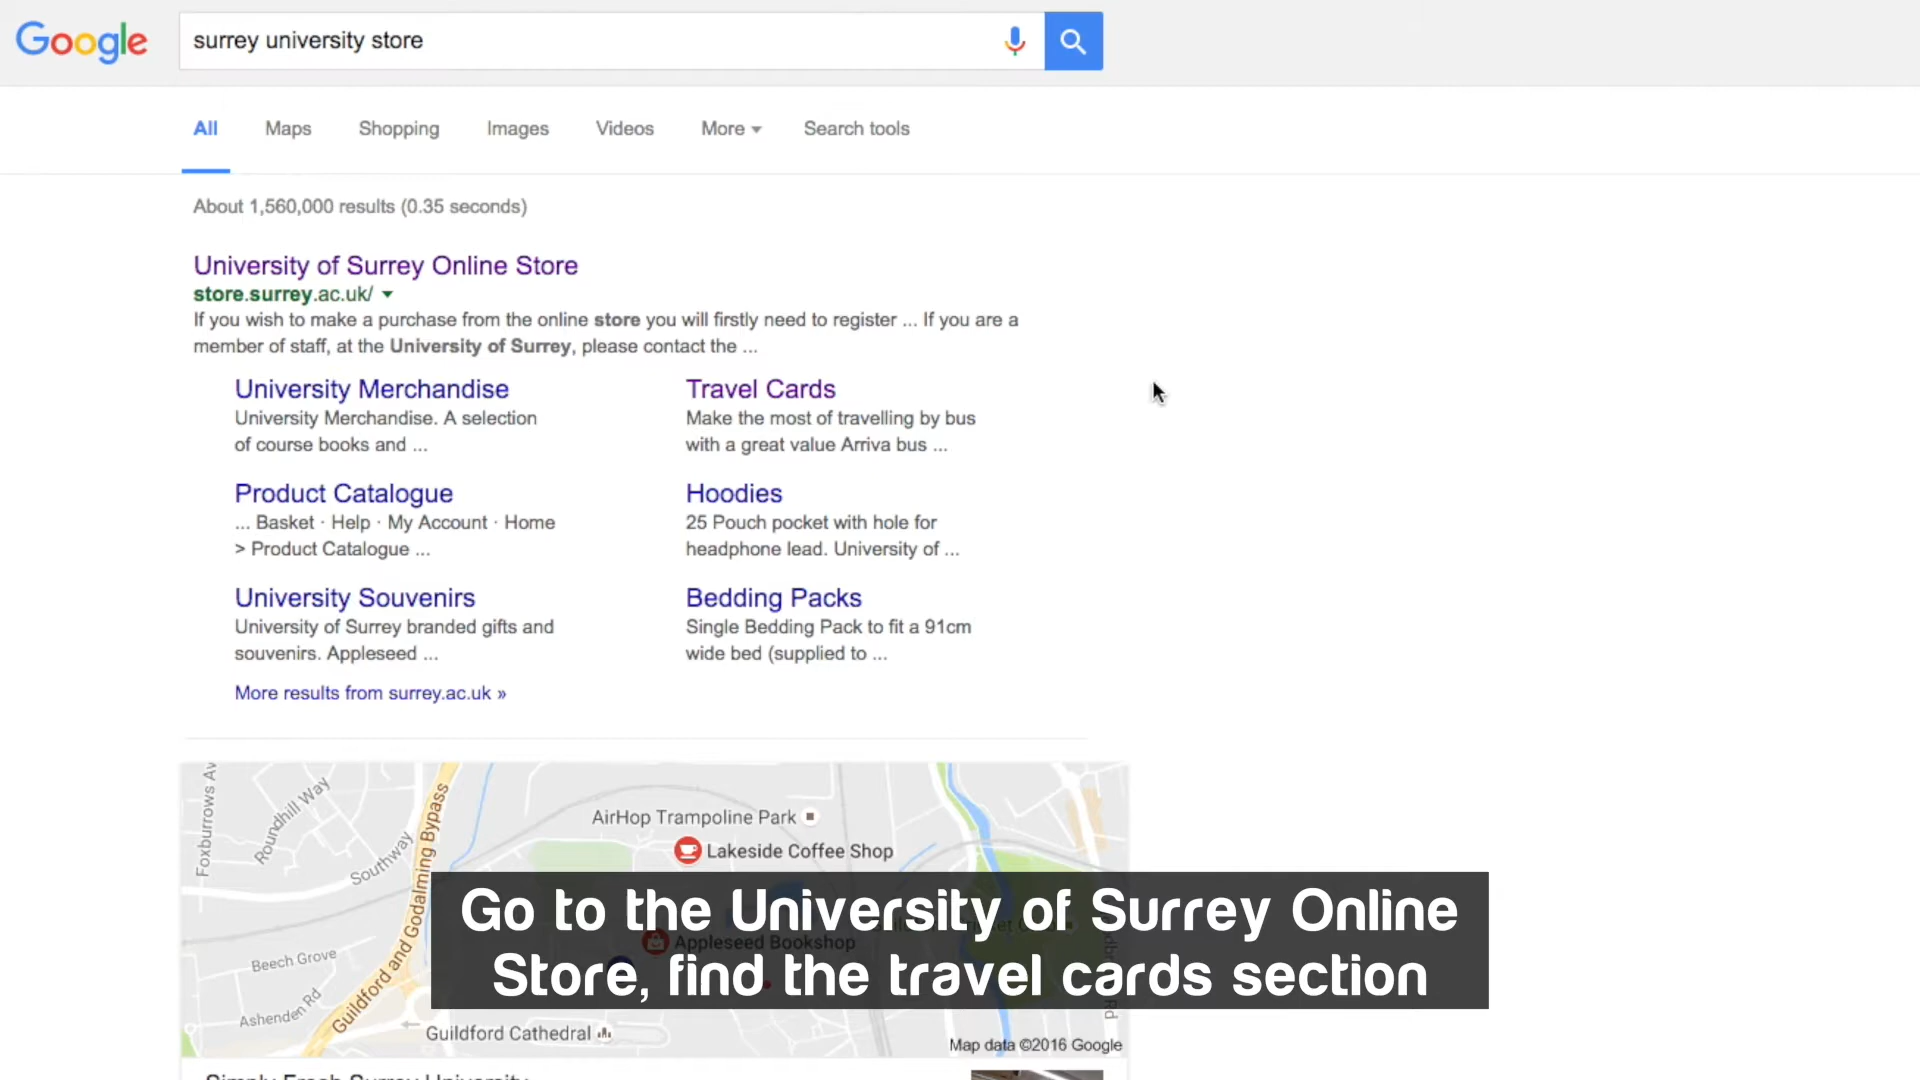 Google
surrey university store
All Maps Shopping Images Videos More Search tools
About 1,560,000 results (0.35 seconds)
University of Surrey Online Store
store.surrey.ac.uk/
If you wish to make a purchase from the online store you will firstly need to register ... If you are a
member of staff, at the University of Surrey, please contact the ...
University Merchandise
University Merchandise. A selection
of course books and ...
Travel Cards
Make the most of travelling by bus
with a great value Arriva bus ...
Product Catalogue
... Basket · Help · My Account · Home
> Product Catalogue ...
Hoodies
25 Pouch pocket with hole for
headphone lead. University of ...
University Souvenirs
University of Surrey branded gifts and
souvenirs. Appleseed ...
Bedding Packs
Single Bedding Pack to fit a 91cm
wide bed (supplied to ...
More results from surrey.ac.uk »
Foxburrows Av
Roundhill Way
Southway
Guildford and Godalming Bypass
AirHop Trampoline Park
Lakeside Coffee Shop
Go to the University of Surrey Online
Store, find the travel cards section
Appleseed Bookshop
Beech Grove
Ashenden Rd
Guildford Cathedral
Rd
Map data ©2016 Google
Simply Fresh Surrey University